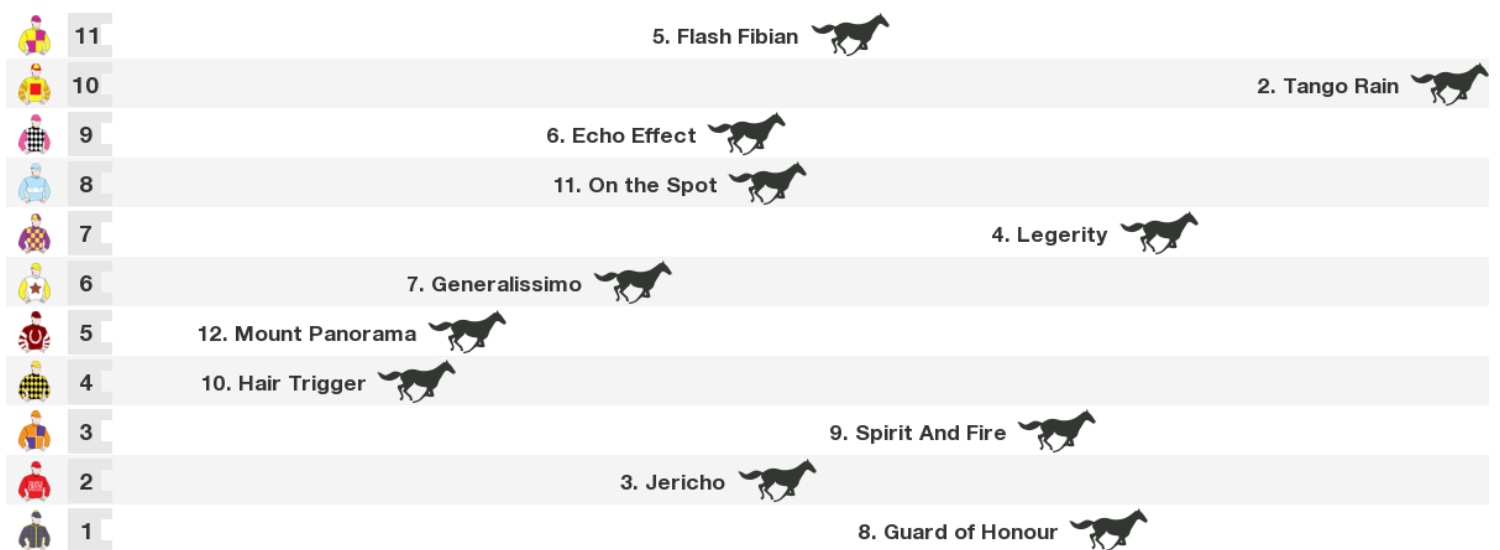 11 5. Flash Fibian
10 2. Tango Rain
9 6. Echo Effect
8 11. On the Spot
7 4. Legerity
6 7. Generalissimo
5 12. Mount Panorama
4 10. Hair Trigger
3 9. Spirit And Fire
2 3. Jericho
1 8. Guard of Honour